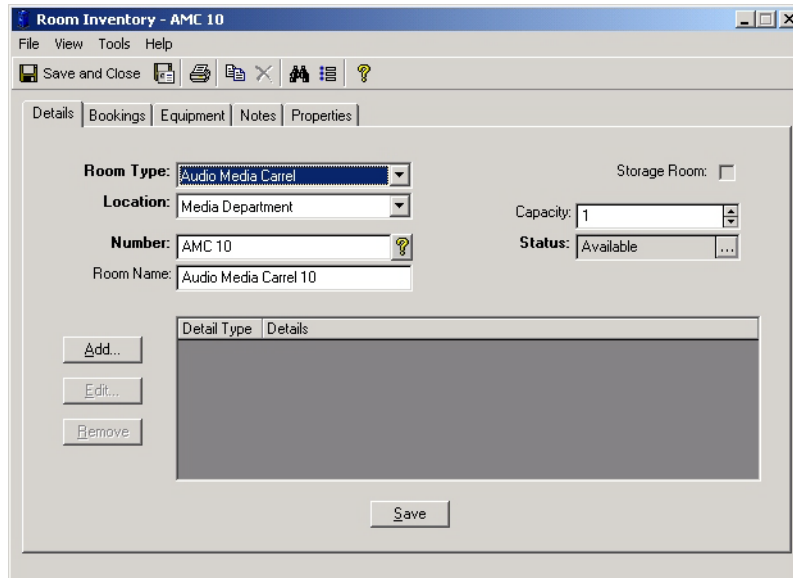 Room Inventory - AMC 10
File View Tools Help
Save and Close
Details Bookings Equipment Notes Properties
Room Type: Audio Media Carrel Storage Room:
Location: Media Department Capacity: 1
Number: AMC 10 Status: Available ...
Room Name: Audio Media Carrel 10
Detail Type Details
Add...
Edit...
Remove
Save